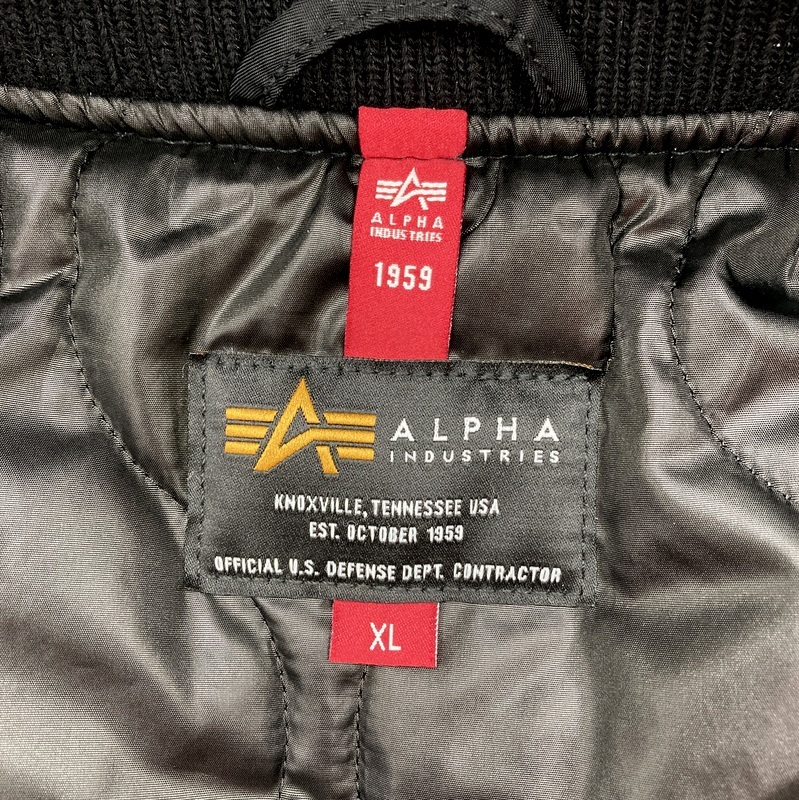 ALPHA
INDUSTRIES
1959
ALPHA
INDUSTRIES
KNOXVILLE, TENNESSEE USA
EST. OCTOBER 1959
OFFICIAL U.S. DEFENSE DEPT. CONTRACTOR
XL